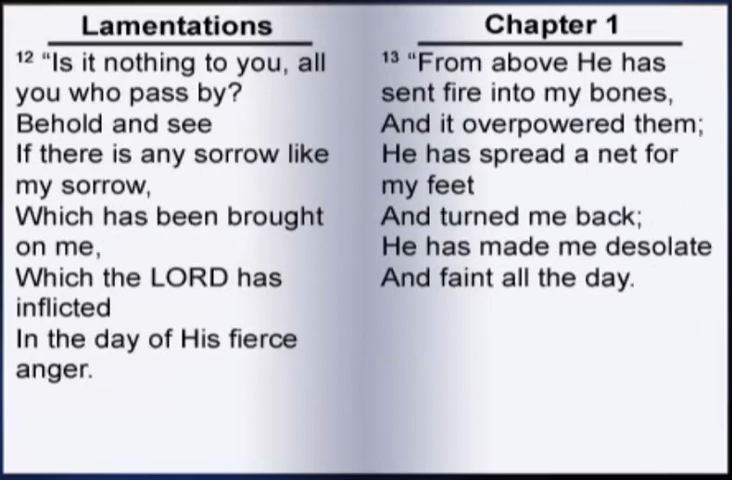 Lamentations
12 “Is it nothing to you, all
you who pass by?
Behold and see
If there is any sorrow like
my sorrow,
Which has been brought
on me,
Which the LORD has
inflicted
In the day of His fierce
anger.
Chapter 1
13 “From above He has
sent fire into my bones,
And it overpowered them;
He has spread a net for
my feet
And turned me back;
He has made me desolate
And faint all the day.